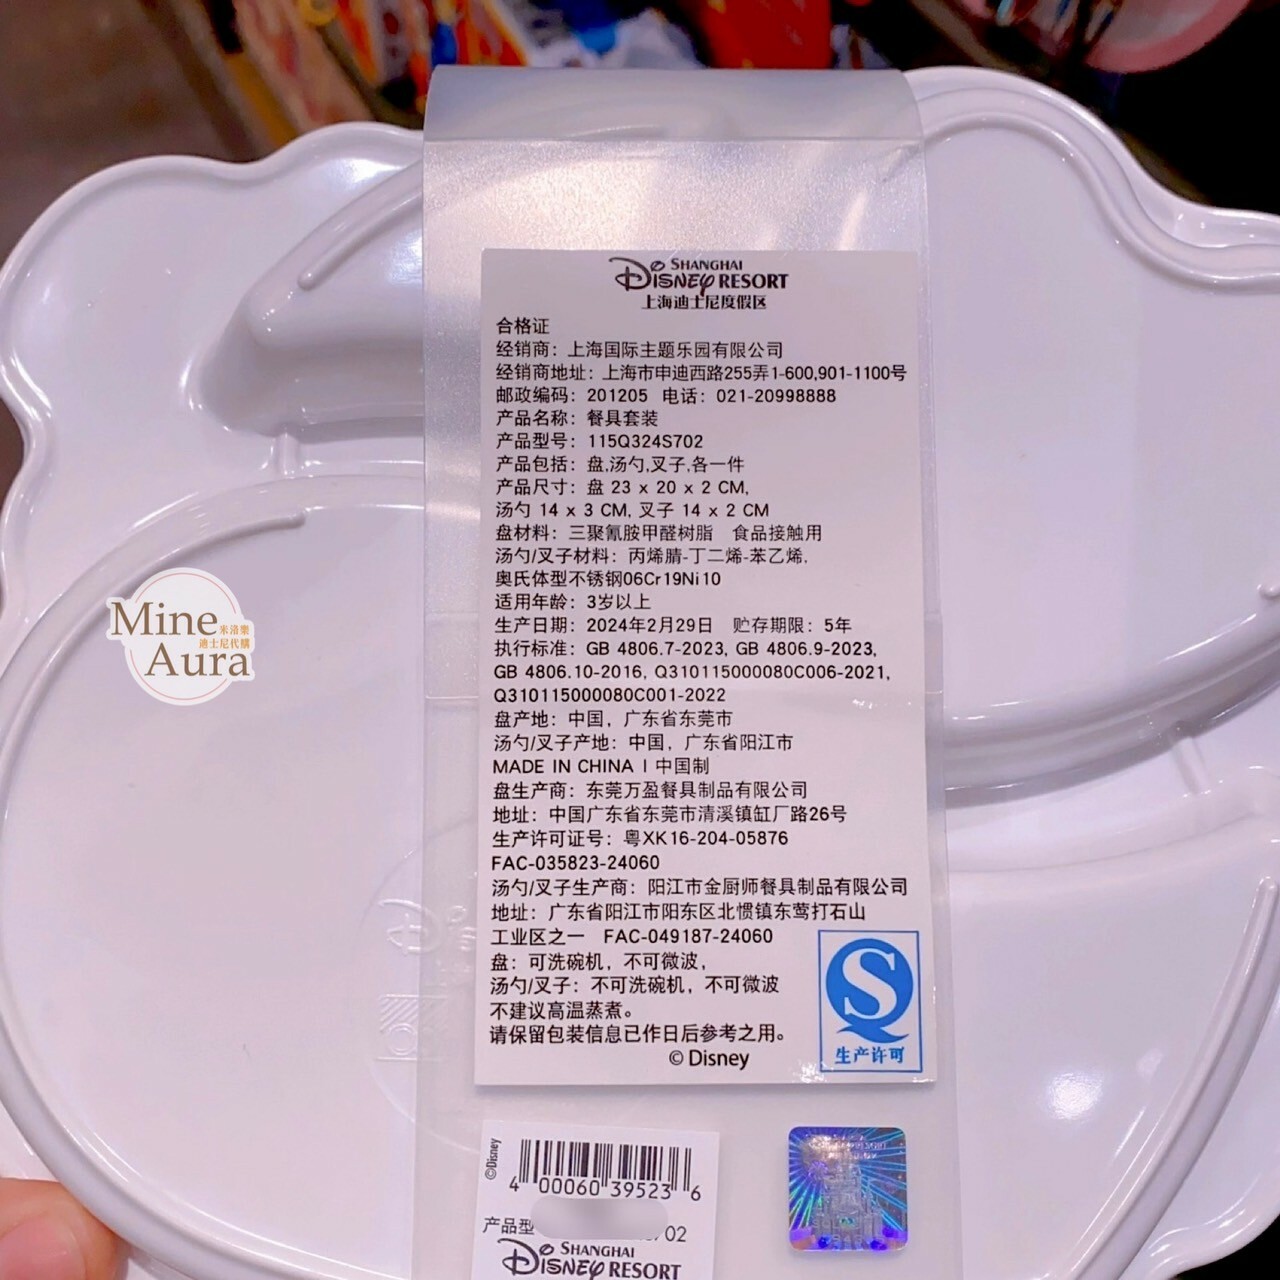 SHANGHAI
Disney RESORT
上海迪士尼度假区
合格证
经销商：上海国际主题乐园有限公司
经销商地址：上海市申迪西路255弄1-600,901-1100号
邮政编码：201205 电话：021-20998888
产品名称：餐具套装
产品型号：115Q324S702
产品包括：盘,汤勺,叉子,各一件
产品尺寸：盘 23 x 20 x 2 CM,
汤勺 14 x 3 CM, 叉子 14 x 2 CM
盘材料：三聚氰胺甲醛树脂 食品接触用
汤勺/叉子材料：丙烯腈-丁二烯-苯乙烯,
奥氏体型不锈钢06Cr19Ni10
适用年龄：3岁以上
生产日期：2024年2月29日 贮存期限：5年
执行标准：GB 4806.7-2023, GB 4806.9-2023,
GB 4806.10-2016, Q310115000080C006-2021,
Q310115000080C001-2022
盘产地：中国，广东省东莞市
汤勺/叉子产地：中国，广东省阳江市
MADE IN CHINA I 中国制
盘生产商：东莞万盈餐具制品有限公司
地址：中国广东省东莞市清溪镇缸厂路26号
生产许可证号：粤XK16-204-05876
FAC-035823-24060
汤勺/叉子生产商：阳江市金厨师餐具制品有限公司
地址：广东省阳江市阳东区北惯镇东莺打石山
工业区之一 FAC-049187-24060
盘：可洗碗机，不可微波，
汤勺/叉子：不可洗碗机，不可微波
不建议高温蒸煮。
请保留包装信息已作日后参考之用。
© Disney
生产许可
Mine
米洛樂
迪士尼代購
Aura
©Disney
4 00060 39523 6
产品型
702
SHANGHAI
Disney RESORT